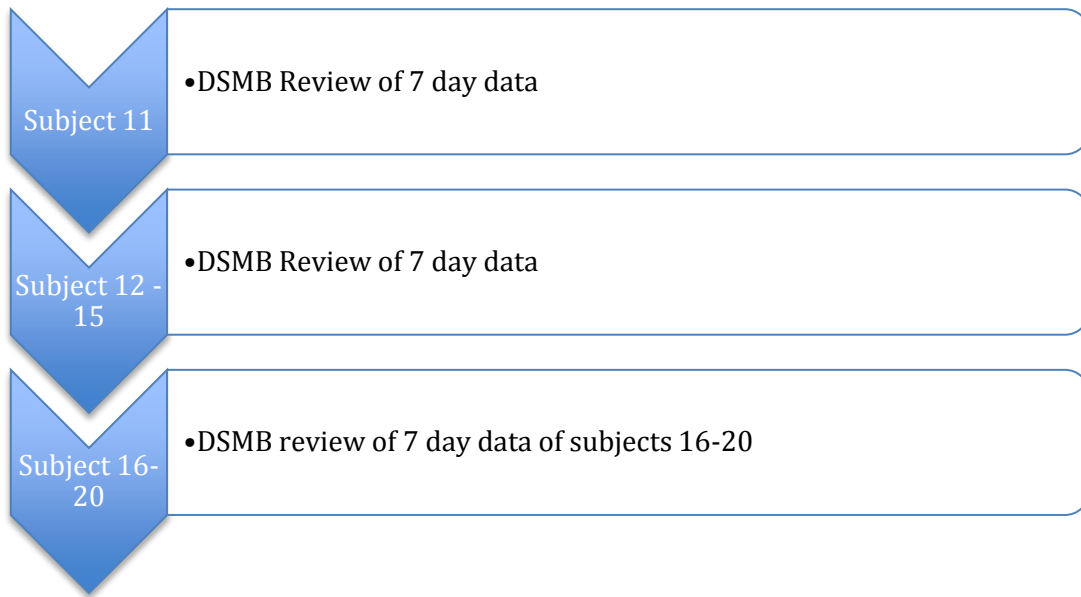 Subject 11
•DSMB Review of 7 day data
Subject 12 -
15
•DSMB Review of 7 day data
Subject 16-
20
•DSMB review of 7 day data of subjects 16-20